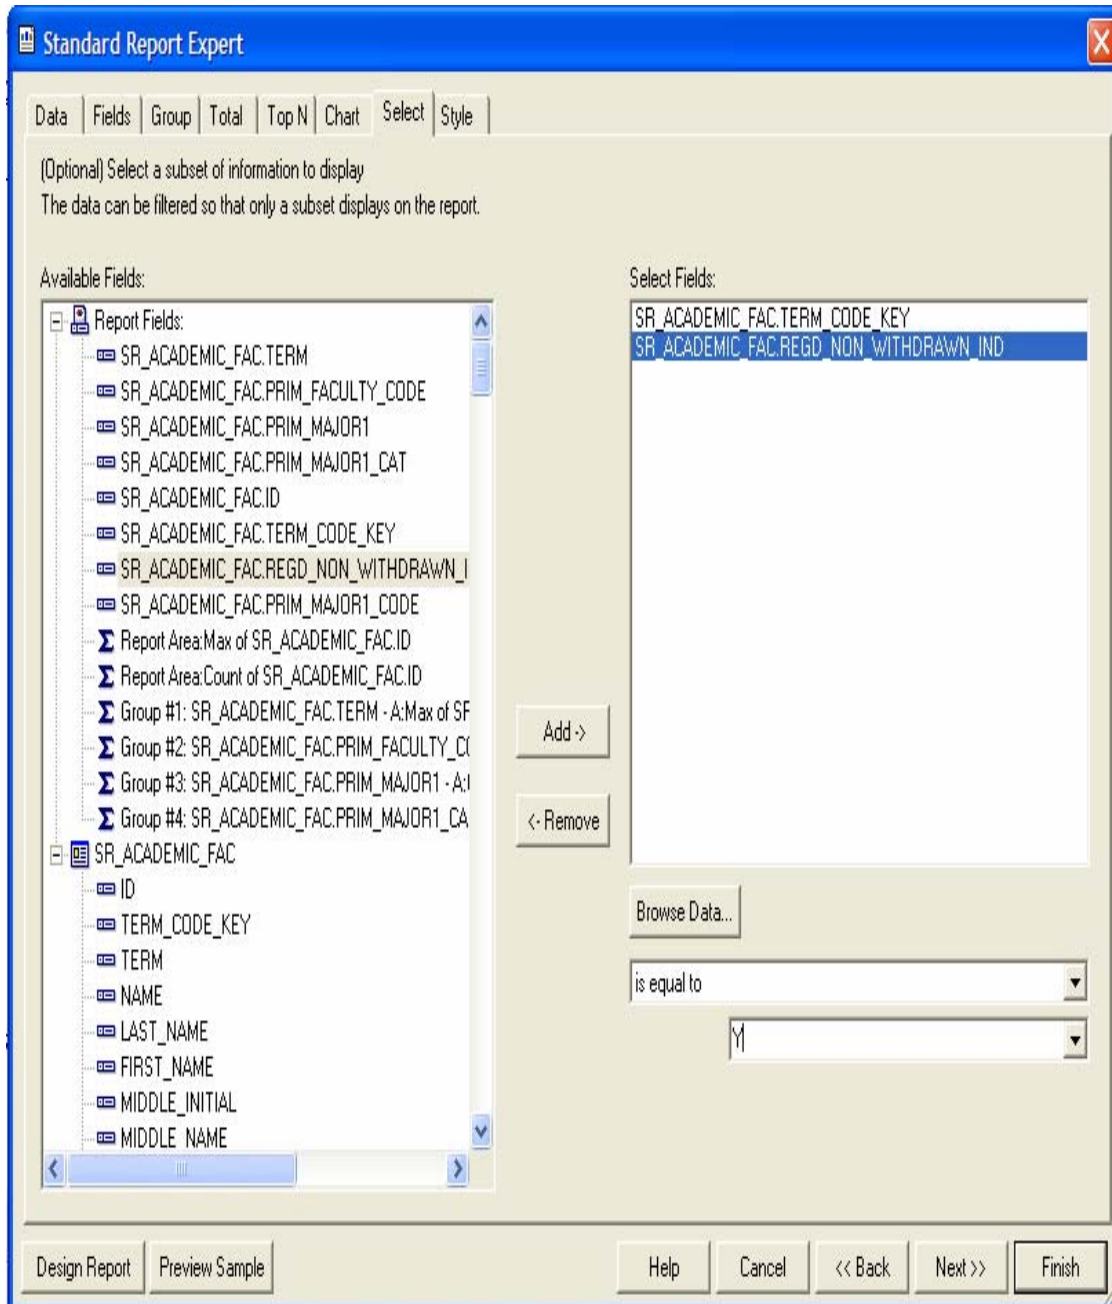 Standard Report Expert
Data Fields Group Total Top N Chart Select Style
(Optional) Select a subset of information to display
The data can be filtered so that only a subset displays on the report.
Available Fields:
Report Fields:
SR_ACADEMIC_FAC.TERM
SR_ACADEMIC_FAC.PRIM_FACULTY_CODE
SR_ACADEMIC_FAC.PRIM_MAJOR1
SR_ACADEMIC_FAC.PRIM_MAJOR1_CAT
SR_ACADEMIC_FAC.ID
SR_ACADEMIC_FAC.TERM_CODE_KEY
SR_ACADEMIC_FAC.REGD_NON_WITHDRAWN_I
SR_ACADEMIC_FAC.PRIM_MAJOR1_CODE
Σ Report Area:Max of SR_ACADEMIC_FAC.ID
Σ Report Area:Count of SR_ACADEMIC_FAC.ID
Σ Group #1: SR_ACADEMIC_FAC.TERM - A:Max of SR
Σ Group #2: SR_ACADEMIC_FAC.PRIM_FACULTY_CO
Σ Group #3: SR_ACADEMIC_FAC.PRIM_MAJOR1 - A:
Σ Group #4: SR_ACADEMIC_FAC.PRIM_MAJOR1_CA
SR_ACADEMIC_FAC
ID
TERM_CODE_KEY
TERM
NAME
LAST_NAME
FIRST_NAME
MIDDLE_INITIAL
MIDDLE_NAME
Add ->
<- Remove
Select Fields:
SR_ACADEMIC_FAC.TERM_CODE_KEY
SR_ACADEMIC_FAC.REGD_NON_WITHDRAWN_IND
Browse Data...
is equal to
Y
Design Report Preview Sample Help Cancel << Back Next >> Finish